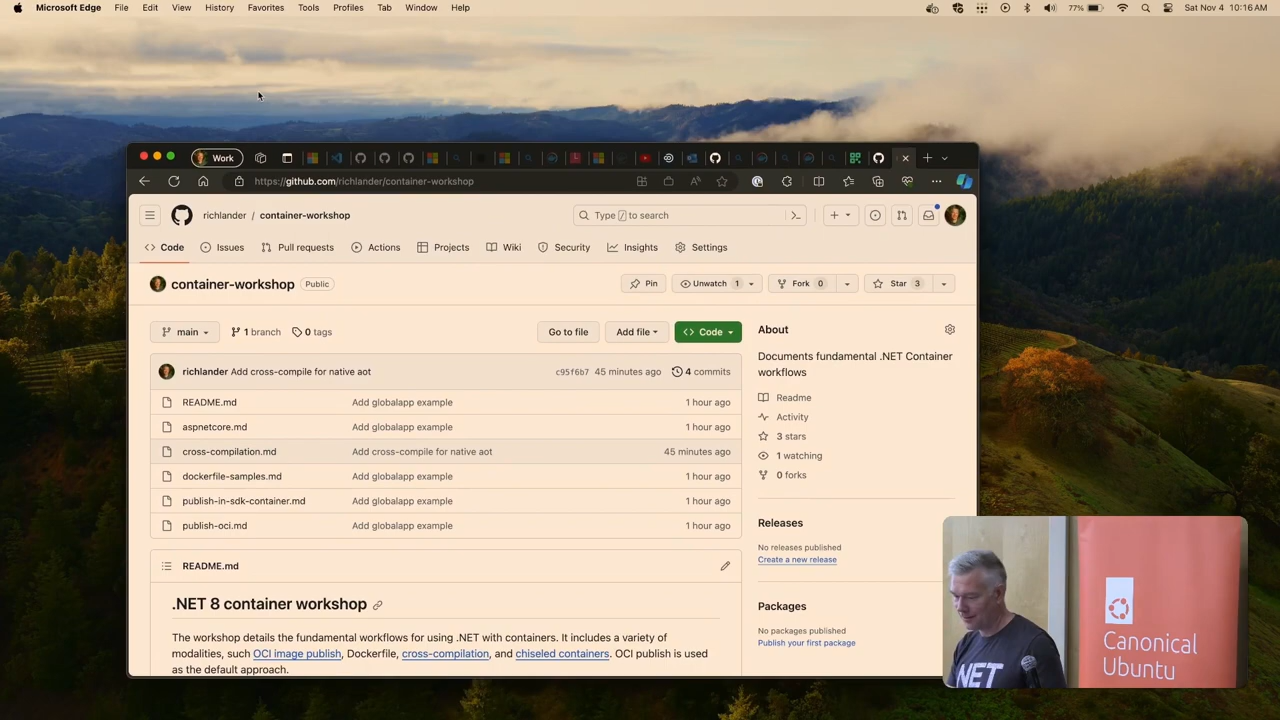 Microsoft Edge File Edit View History Favorites Tools Profiles Tab Window Help 77% Sat Nov 4 10:16 AM
Work
https://github.com/richlander/container-workshop
richlander / container-workshop Type / to search
Code Issues Pull requests Actions Projects Wiki Security Insights Settings
container-workshop Public Pin Unwatch 1 Fork 0 Star 3
main 1 branch 0 tags Go to file Add file Code
richlander Add cross-compile for native aot c95f6b7 45 minutes ago 4 commits
README.md Add globalapp example 1 hour ago
aspnetcore.md Add globalapp example 1 hour ago
cross-compilation.md Add cross-compile for native aot 45 minutes ago
dockerfile-samples.md Add globalapp example 1 hour ago
publish-in-sdk-container.md Add globalapp example 1 hour ago
publish-oci.md Add globalapp example 1 hour ago
README.md
.NET 8 container workshop
The workshop details the fundamental workflows for using .NET with containers. It includes a variety of
modalities, such OCI image publish, Dockerfile, cross-compilation, and chiseled containers. OCI publish is used
as the default approach.
About
Documents fundamental .NET Container
workflows
Readme
Activity
3 stars
1 watching
0 forks
Releases
No releases published
Create a new release
Packages
No packages published
Publish your first package
.NET
Canonical
Ubuntu